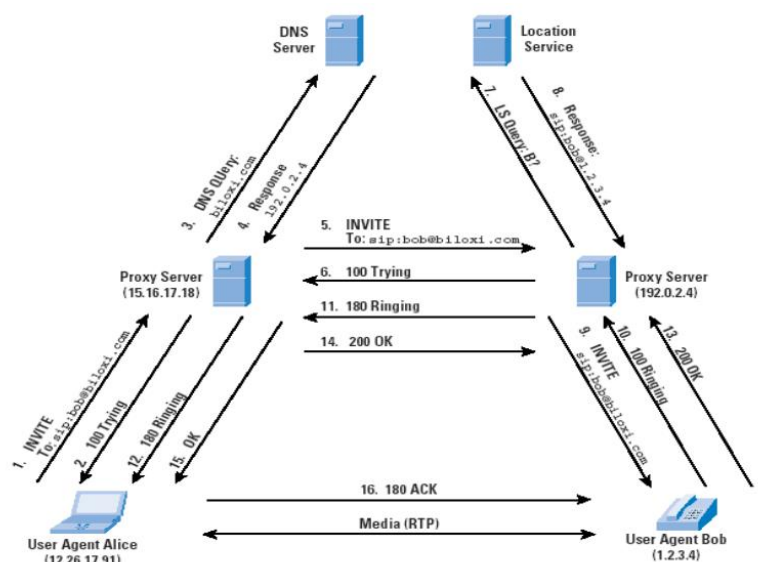 DNS
Server
Location
Service
3. DNS QUery:
biloxi.com
4. Response
192.0.2.4
7. LS Query: B?
8. Response:
sip:bob@1.2.3.4
5. INVITE
To: sip:bob@biloxi.com
6. 100 Trying
11. 180 Ringing
14. 200 OK
Proxy Server
(15.16.17.18)
Proxy Server
(192.0.2.4)
1. INVITE
To: sip:bob@biloxi.com
2. 100 Trying
12. 180 Ringing
15. OK
9. INVITE
sip:bob@biloxi.com
10. 100 Ringing
13. 200 OK
16. 180 ACK
Media (RTP)
User Agent Alice
(12.26.17.91)
User Agent Bob
(1.2.3.4)